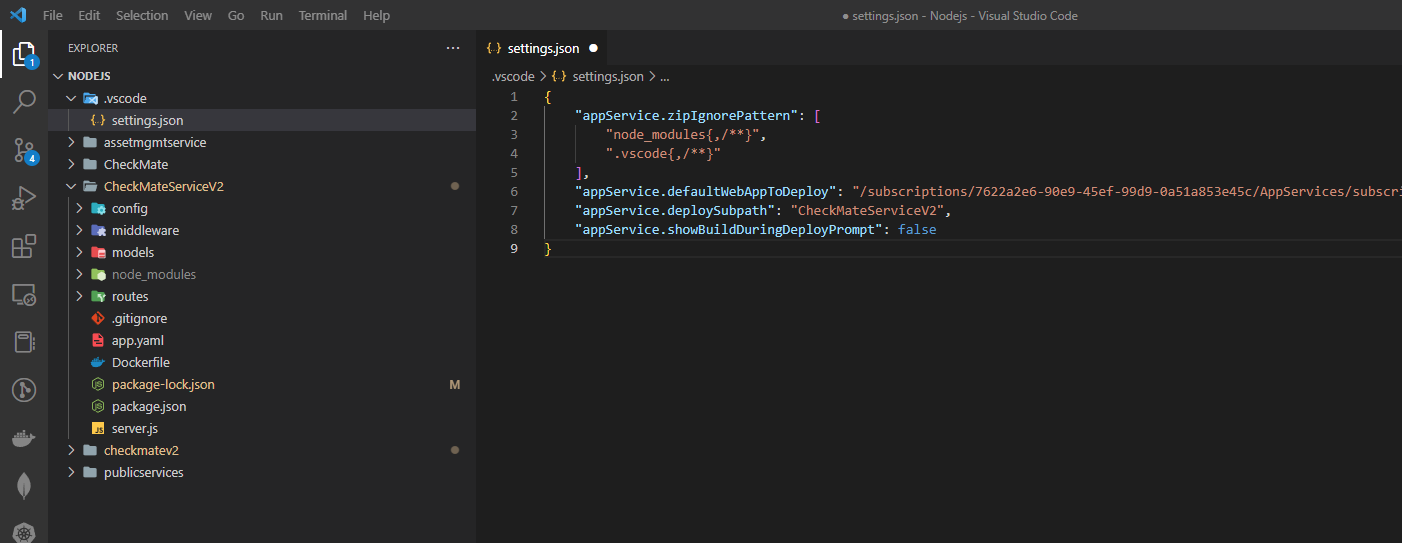 File Edit Selection View Go Run Terminal Help
● settings.json - Nodejs - Visual Studio Code
EXPLORER
...
NODEJS
.vscode
settings.json
assetmgmtservice
CheckMate
CheckMateServiceV2
config
middleware
models
node_modules
routes
.gitignore
app.yaml
Dockerfile
package-lock.json M
package.json
server.js
checkmatev2
publicservices
1
4
{..} settings.json ●
.vscode > {..} settings.json > ...
1 {
2 "appService.zipIgnorePattern": [
3 "node_modules{,/**}",
4 ".vscode{,/**}"
5 ],
6 "appService.defaultWebAppToDeploy": "/subscriptions/7622a2e6-90e9-45ef-99d9-0a51a853e45c/AppServices/subscri
7 "appService.deploySubpath": "CheckMateServiceV2",
8 "appService.showBuildDuringDeployPrompt": false
9 }